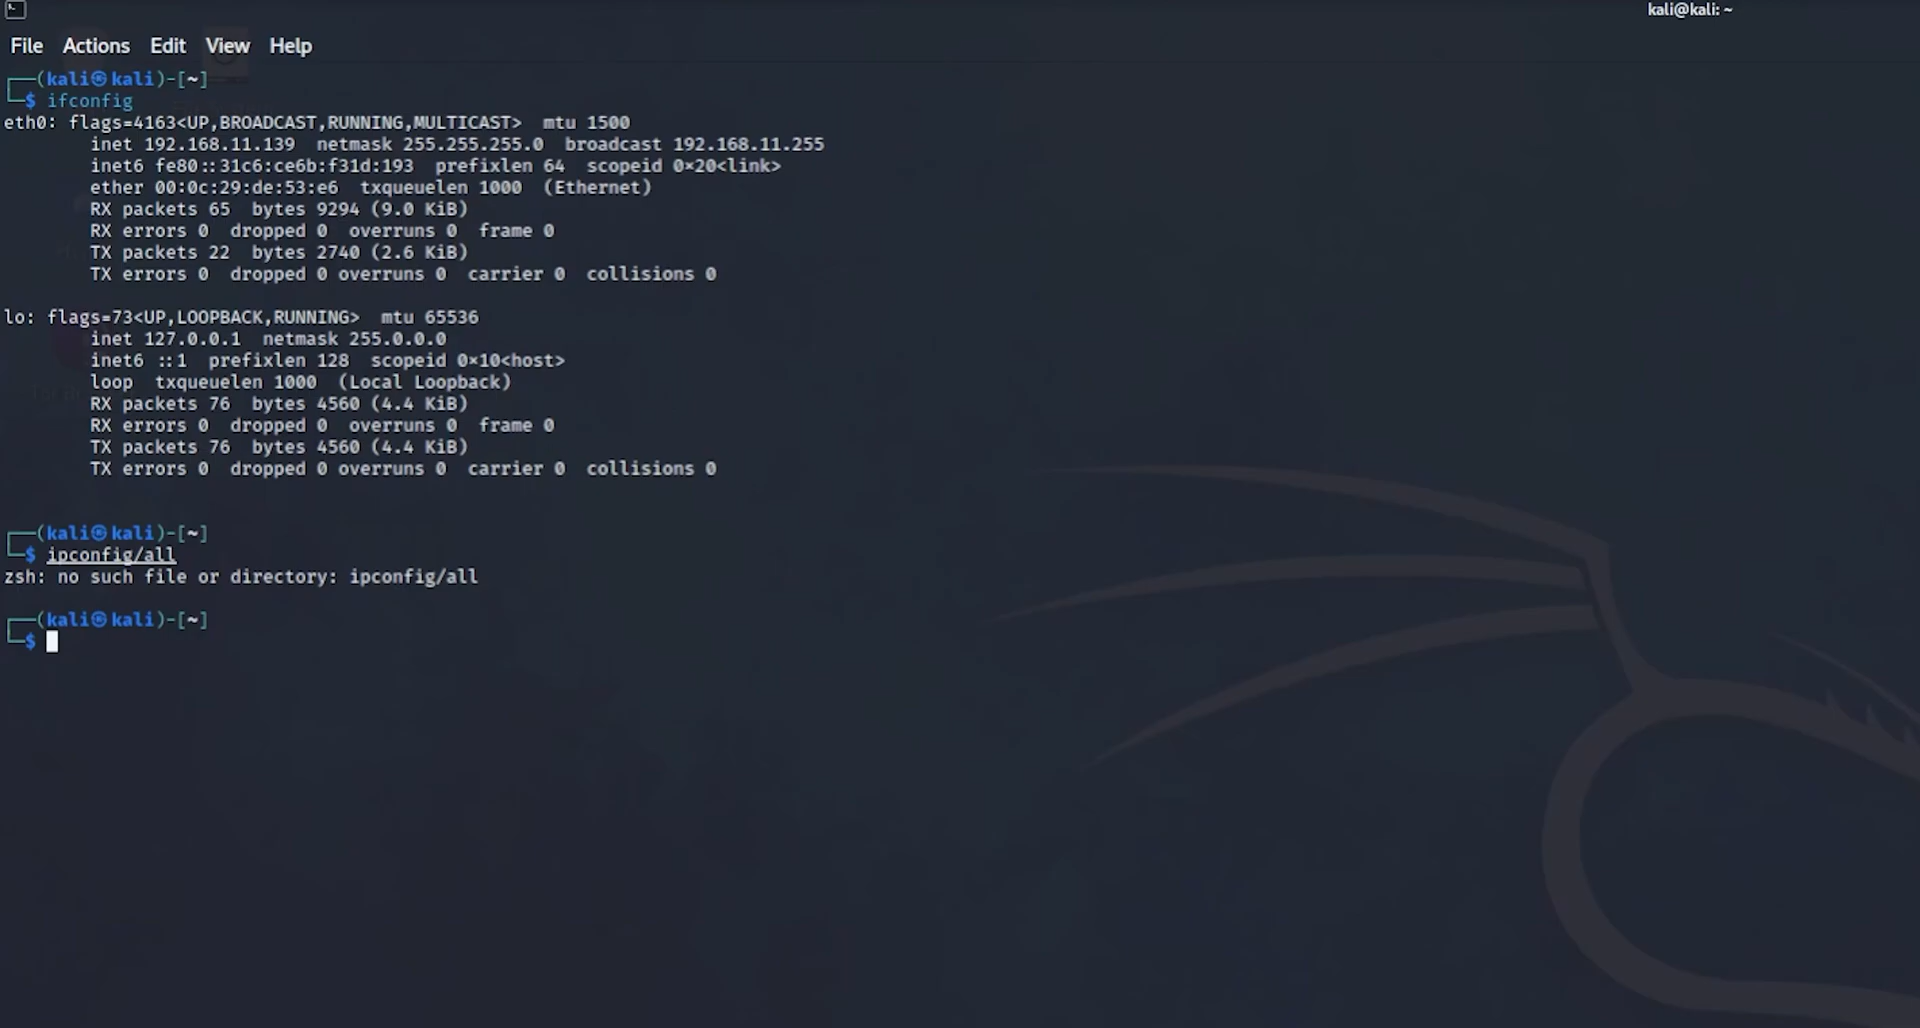 kali@kali: ~
File Actions Edit View Help
┌──(kali㉿kali)-[~]
└─$ ifconfig
eth0: flags=4163<UP,BROADCAST,RUNNING,MULTICAST>  mtu 1500
        inet 192.168.11.139  netmask 255.255.255.0  broadcast 192.168.11.255
        inet6 fe80::31c6:ce6b:f31d:193  prefixlen 64  scopeid 0×20<link>
        ether 00:0c:29:de:53:e6  txqueuelen 1000  (Ethernet)
        RX packets 65  bytes 9294 (9.0 KiB)
        RX errors 0  dropped 0  overruns 0  frame 0
        TX packets 22  bytes 2740 (2.6 KiB)
        TX errors 0  dropped 0 overruns 0  carrier 0  collisions 0
lo: flags=73<UP,LOOPBACK,RUNNING>  mtu 65536
        inet 127.0.0.1  netmask 255.0.0.0
        inet6 ::1  prefixlen 128  scopeid 0×10<host>
        loop  txqueuelen 1000  (Local Loopback)
        RX packets 76  bytes 4560 (4.4 KiB)
        RX errors 0  dropped 0  overruns 0  frame 0
        TX packets 76  bytes 4560 (4.4 KiB)
        TX errors 0  dropped 0 overruns 0  carrier 0  collisions 0
┌──(kali㉿kali)-[~]
└─$ ipconfig/all
zsh: no such file or directory: ipconfig/all
┌──(kali㉿kali)-[~]
└─$